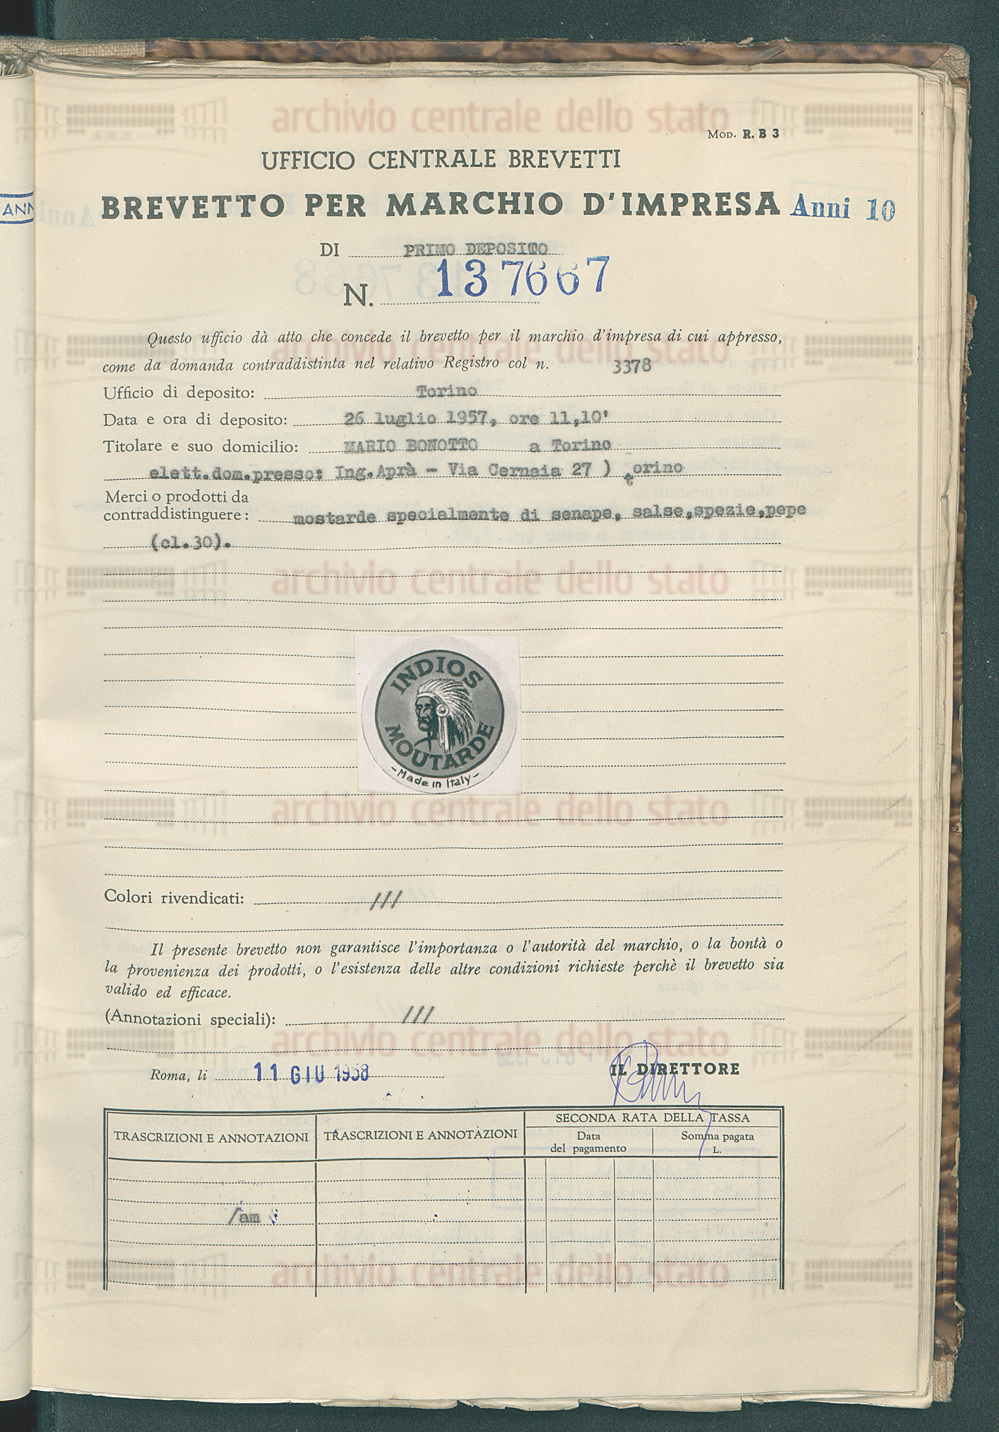 archivio centrale dello stato
MOD. R. B 3
UFFICIO CENTRALE BREVETTI
BREVETTO PER MARCHIO D'IMPRESA Anni 10
ANN
DI PRIMO DEPOSITO
N. 137667
Questo ufficio dà atto che concede il brevetto per il marchio d'impresa di cui appresso,
come da domanda contraddistinta nel relativo Registro col n. 3378
Ufficio di deposito: Torino
Data e ora di deposito: 26 luglio 1957, ore 11,10'
Titolare e suo domicilio: MARIO BONOTTO a Torino
elett.dom.presso: Ing.Aprà - Via Cernaia 27 ) torino
Merci o prodotti da
contraddistinguere: mostarde specialmente di senape, salse,spezie,pepe
(cl.30).
archivio centrale dello stato
INDIOS
MOUTARDE
-Made in Italy-
archivio centrale dello stato
Colori rivendicati: ///
Il presente brevetto non garantisce l'importanza o l'autorità del marchio, o la bontà o
la provenienza dei prodotti, o l'esistenza delle altre condizioni richieste perchè il brevetto sia
valido ed efficace.
(Annotazioni speciali): ///
archivio centrale dello stato
Roma, li 11 GIU 1958 IL DIRETTORE
TRASCRIZIONI E ANNOTAZIONI TRASCRIZIONI E ANNOTAZIONI SECONDA RATA DELLA TASSA
Data del pagamento Somma pagata L.
/am
archivio centrale dello stato